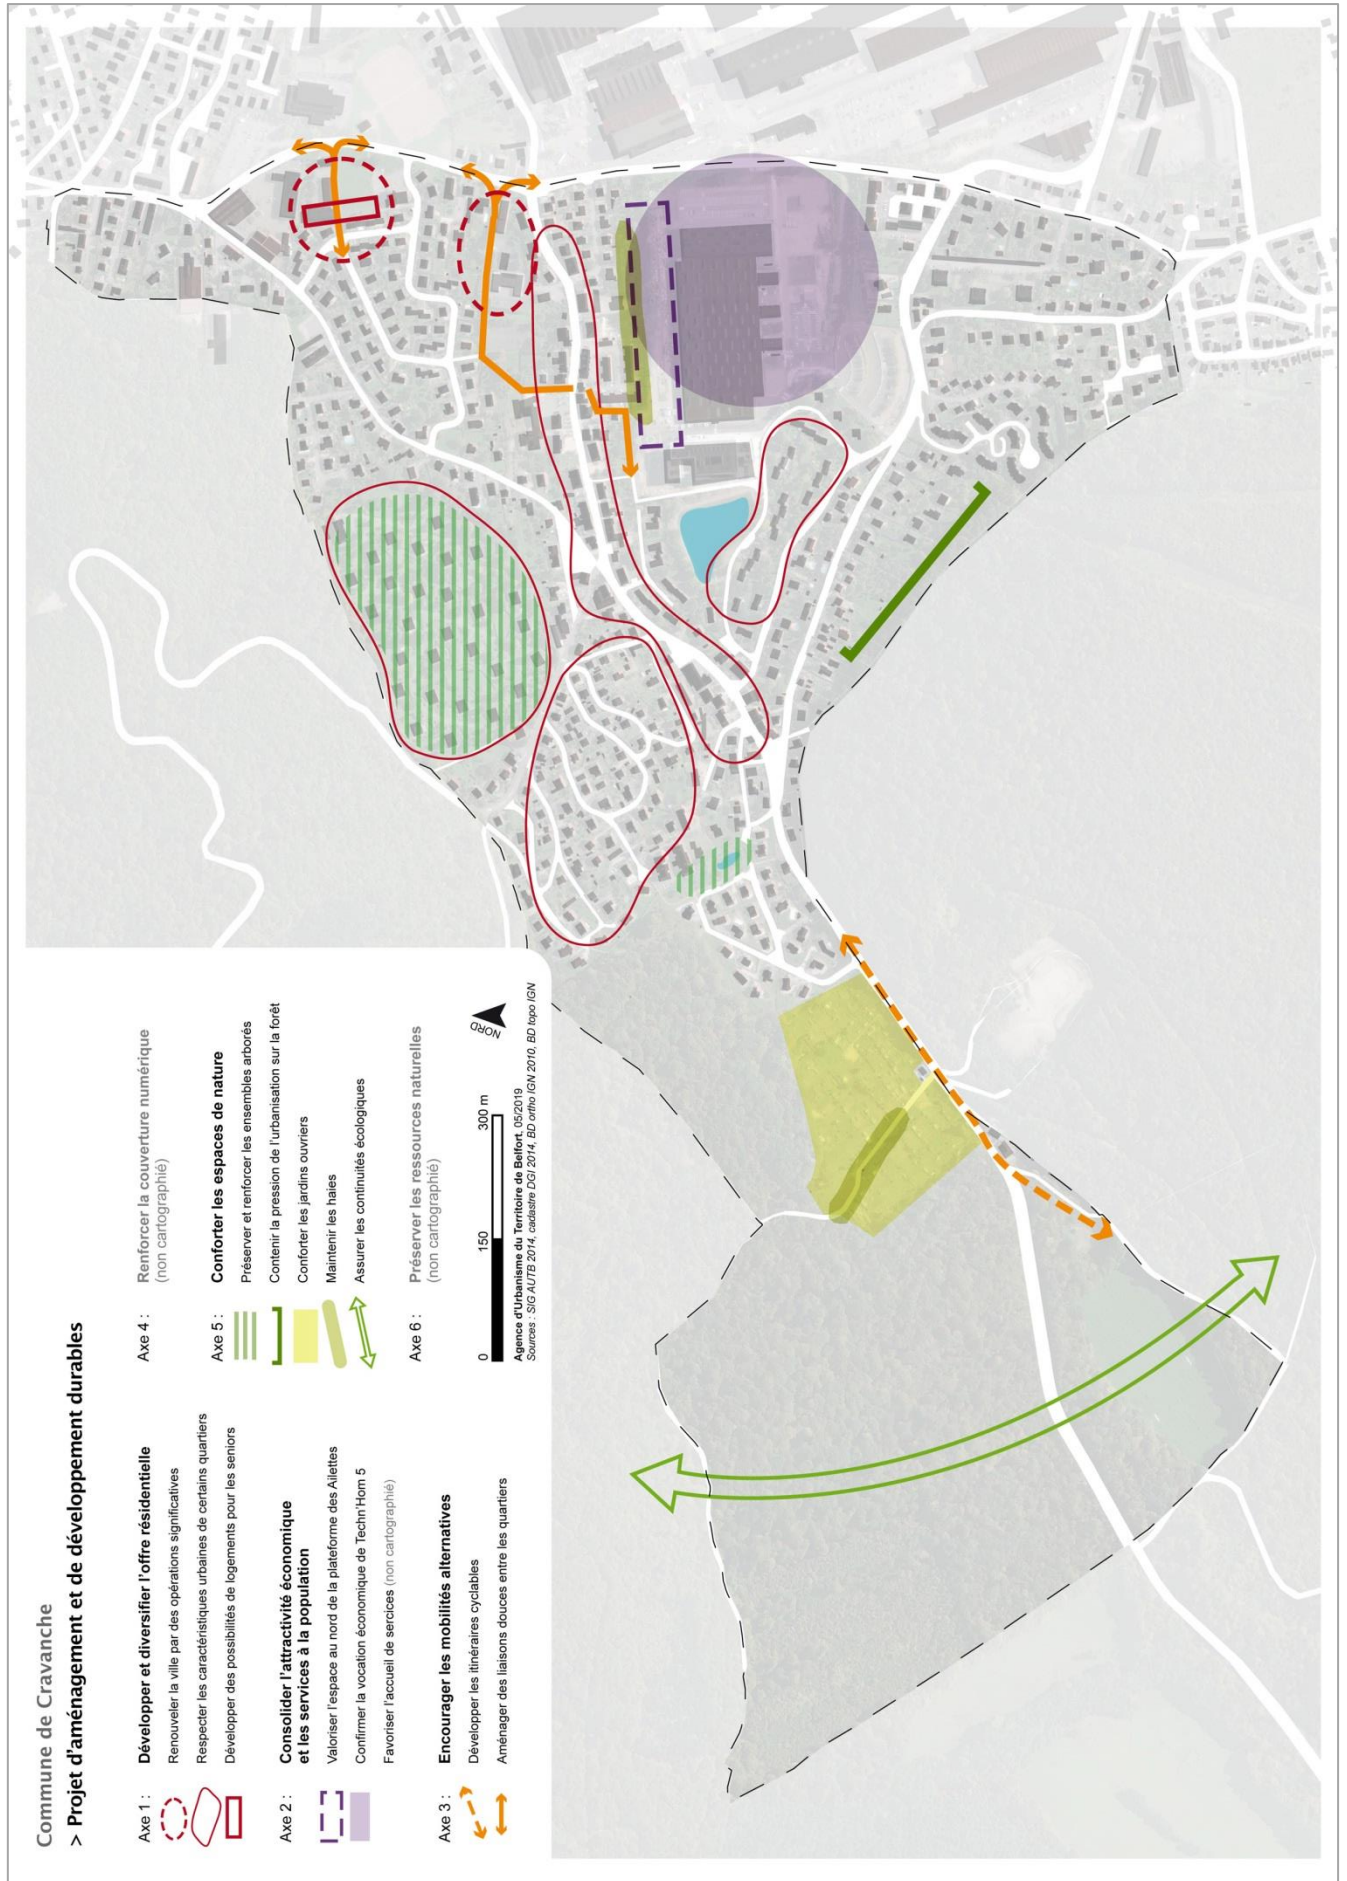 Commune de Cravanche
> Projet d'aménagement et de développement durables
Axe 1 :
Développer et diversifier l'offre résidentielle
Renouveler la ville par des opérations significatives
Respecter les caractéristiques urbaines de certains quartiers
Développer des possibilités de logements pour les seniors
Axe 2 :
Consolider l'attractivité économique
et les services à la population
Valoriser l'espace au nord de la plateforme des Ailettes
Confirmer la vocation économique de Techn'Hom 5
Favoriser l'accueil de sercices (non cartographié)
Axe 3 :
Encourager les mobilités alternatives
Développer les itinéraires cyclables
Aménager des liaisons douces entre les quartiers
Axe 4 :
Renforcer la couverture numérique
(non cartographié)
Axe 5 :
Conforter les espaces de nature
Préserver et renforcer les ensembles arborés
Contenir la pression de l'urbanisation sur la forêt
Conforter les jardins ouvriers
Maintenir les haies
Assurer les continuités écologiques
Axe 6 :
Préserver les ressources naturelles
(non cartographié)
0 150 300 m
NORD
Agence d'Urbanisme du Territoire de Belfort, 05/2019
Sources : SIG AUTB 2014, cadastre DGI 2014, BD ortho IGN 2010, BD topo IGN